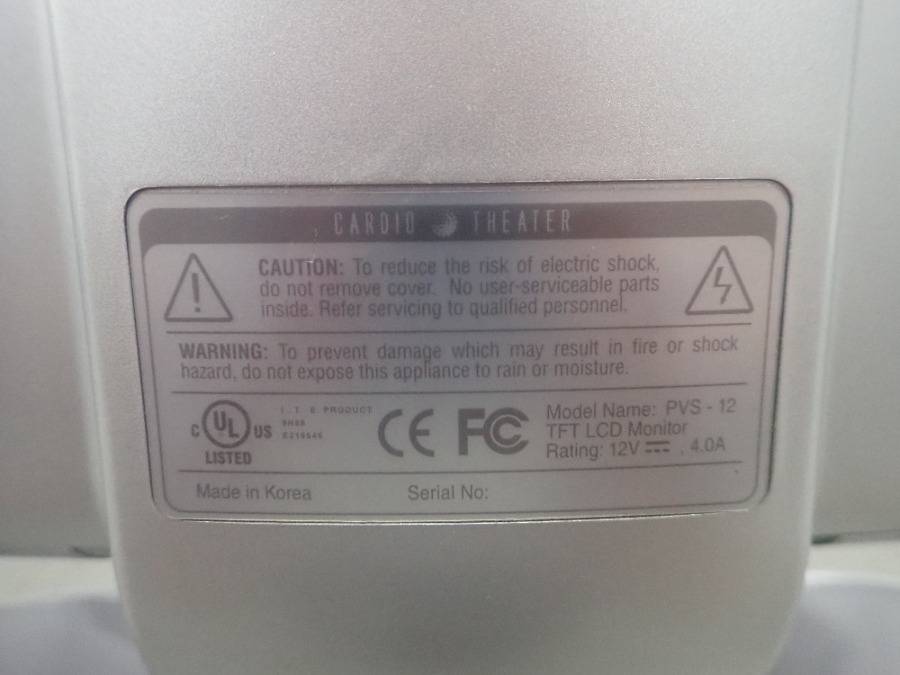 CARDIO THEATER
CAUTION: To reduce the risk of electric shock,
do not remove cover. No user-serviceable parts
inside. Refer servicing to qualified personnel.
WARNING: To prevent damage which may result in fire or shock
hazard, do not expose this appliance to rain or moisture.
C UL US
LISTED
I.T.E PRODUCT
CE FC
Model Name: PVS - 12
TFT LCD Monitor
Rating: 12V ⎓ . 4.0A
Made in Korea
Serial No: